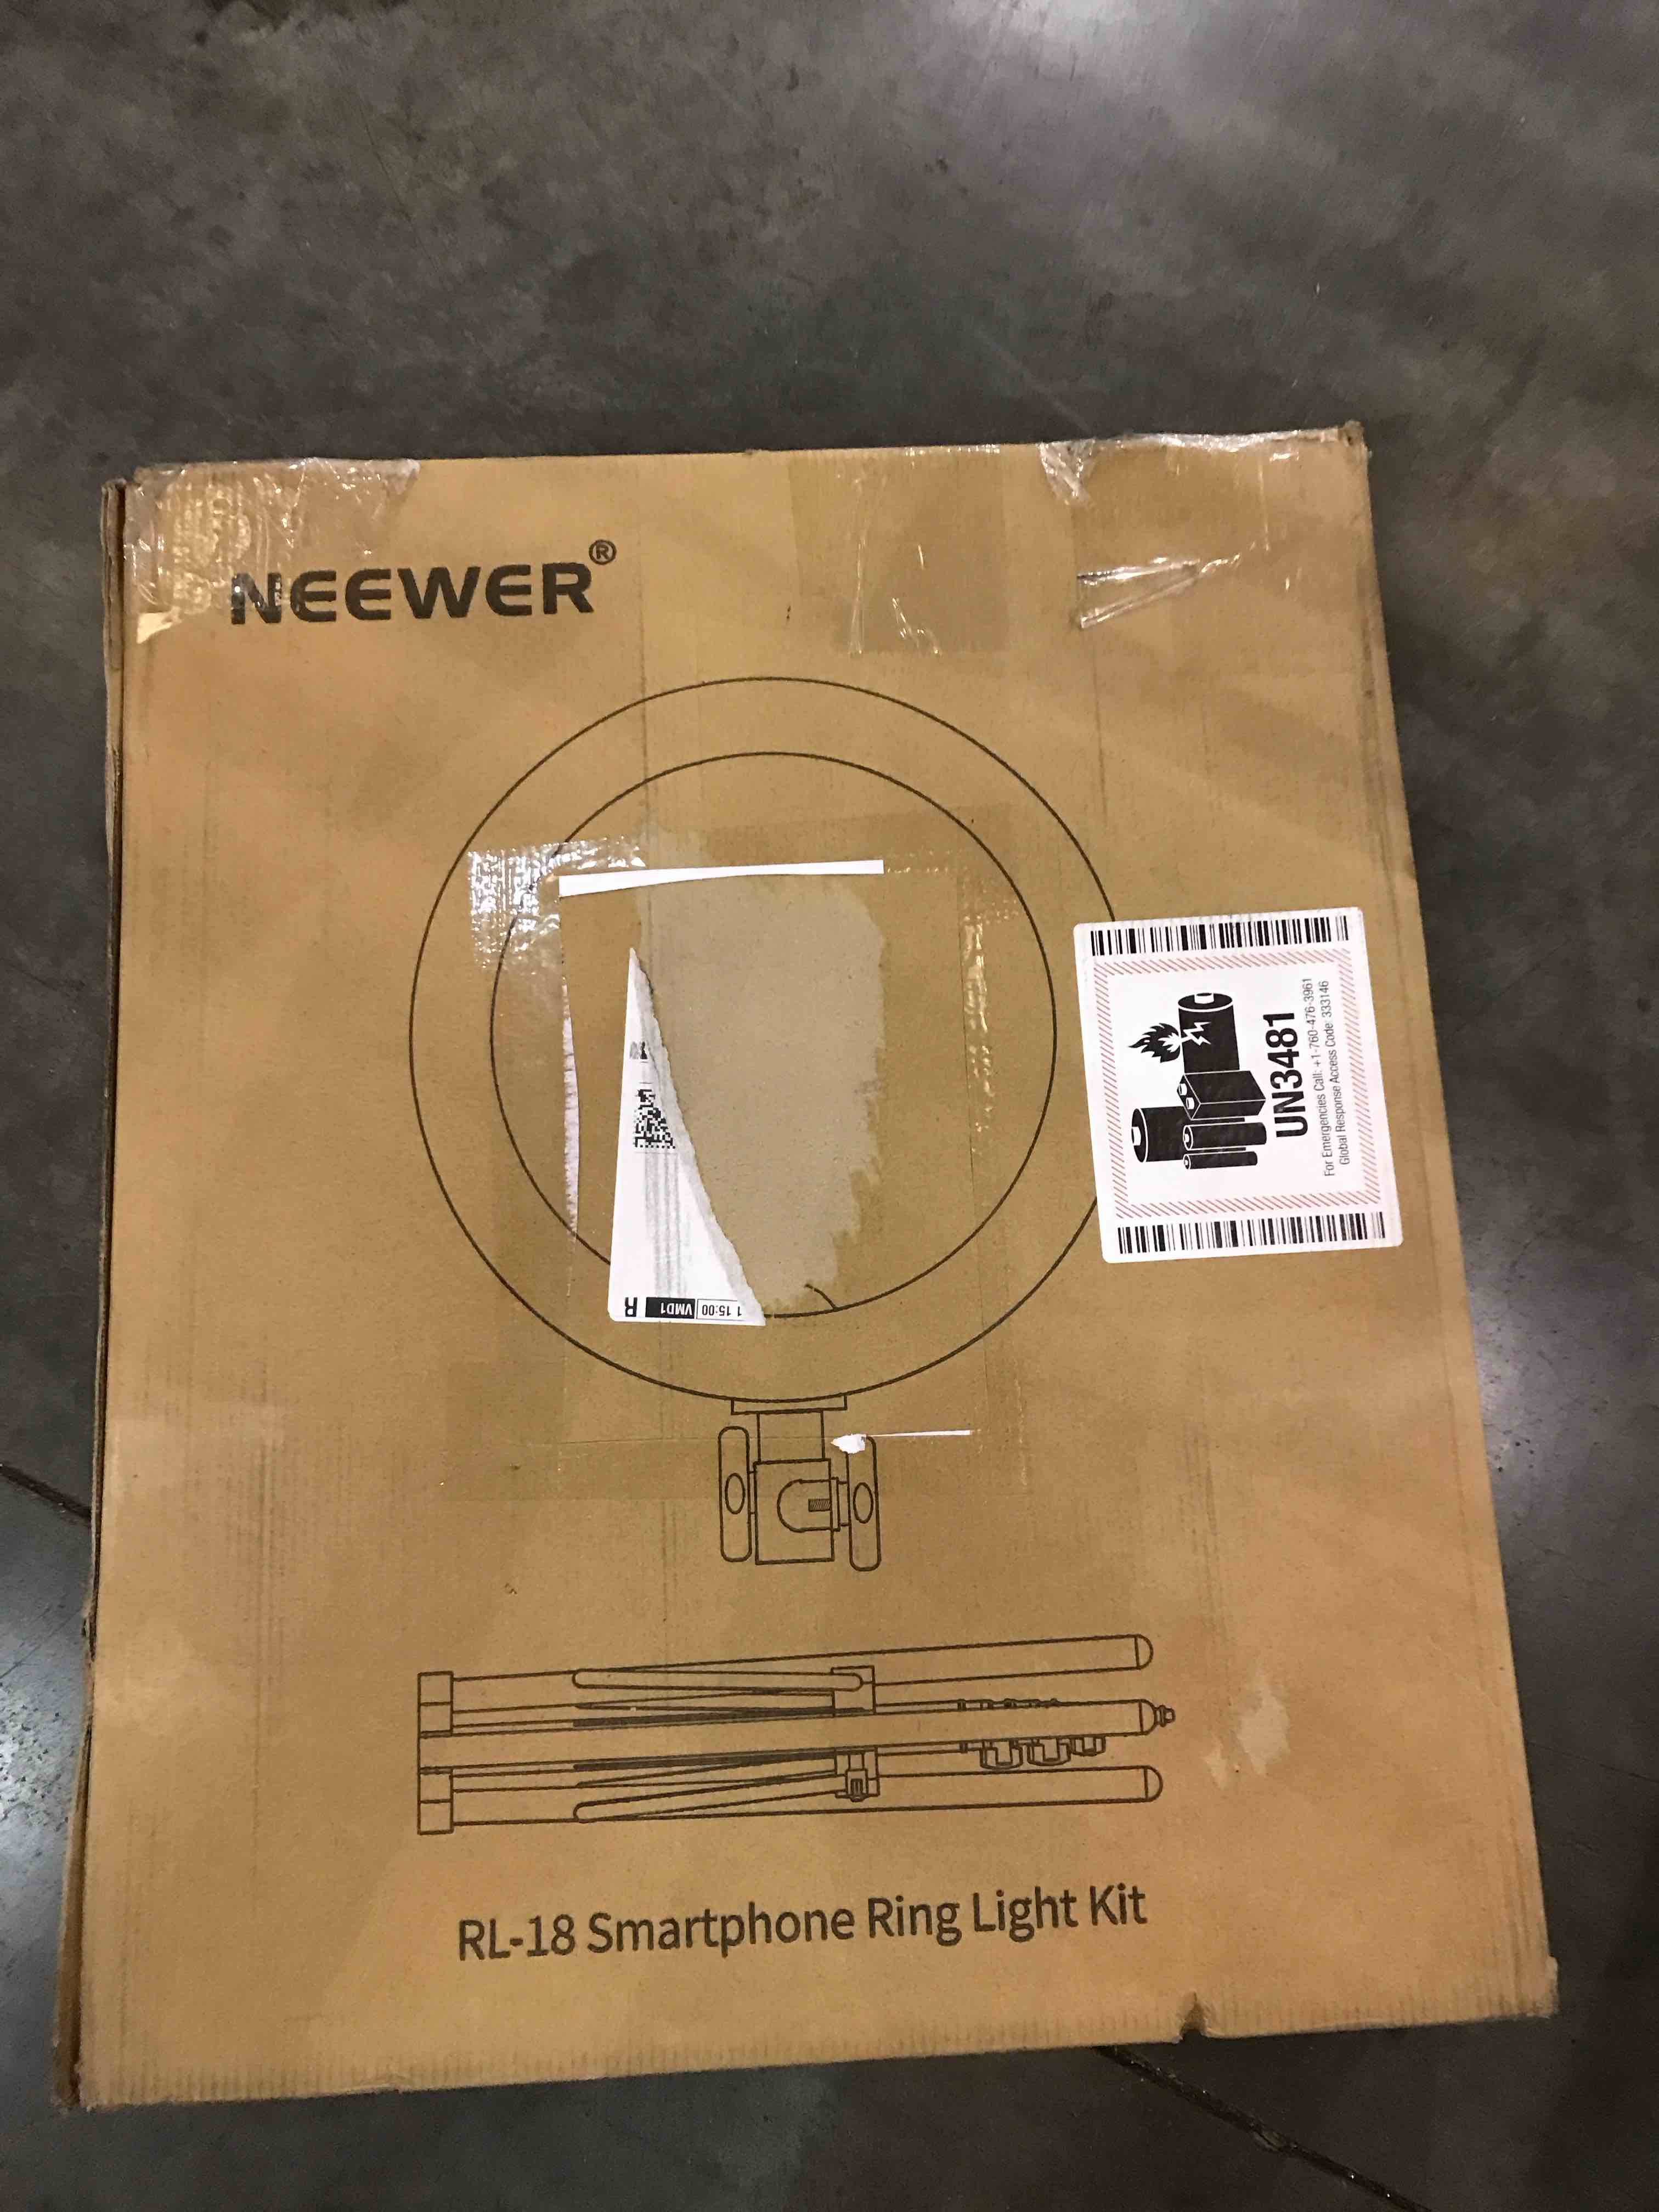 NEEWER®
UN3481
For Emergencies Call: +1-760-476-3961
Global Response Access Code: 333146
R VMD1 1 15:00
RL-18 Smartphone Ring Light Kit